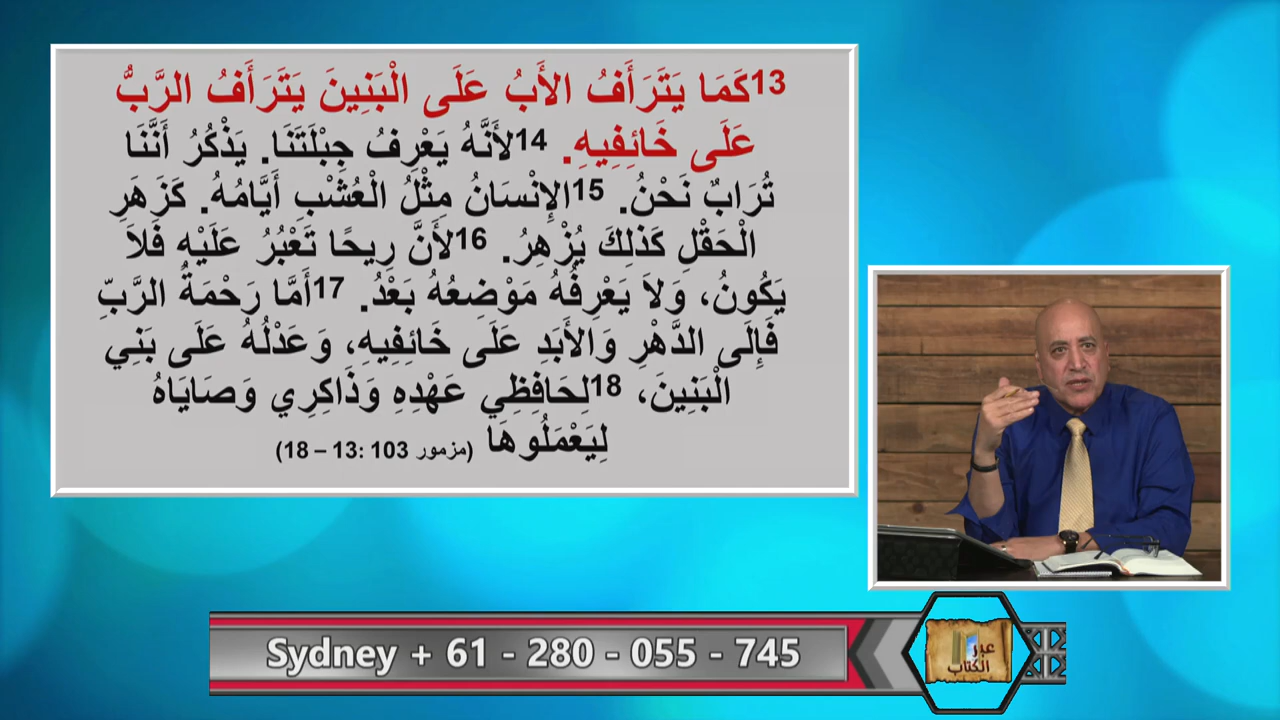 13كَمَا يَتَرَأَفُ الأَبُ عَلَى الْبَنِينَ يَتَرَأَفُ الرَّبُّ
عَلَى خَائِفِيهِ. 14لأَنَّهُ يَعْرِفُ جِبْلَتَنَا. يَذْكُرُ أَنَّنَا
تُرَابٌ نَحْنُ. 15الإِنْسَانُ مِثْلُ الْعُشْبِ أَيَّامُهُ. كَزَهَرِ
الْحَقْلِ كَذلِكَ يُزْهِرُ. 16لأَنَّ رِيحًا تَعْبُرُ عَلَيْهِ فَلاَ
يَكُونُ، وَلاَ يَعْرِفُهُ مَوْضِعُهُ بَعْدُ. 17أَمَّا رَحْمَةُ الرَّبِّ
فَإِلَى الدَّهْرِ وَالأَبَدِ عَلَى خَائِفِيهِ، وَعَدْلُهُ عَلَى بَنِي
الْبَنِينَ، 18لِحَافِظِي عَهْدِهِ وَذَاكِرِي وَصَايَاهُ
لِيَعْمَلُوهَا (مزمور 103 :13 – 18)
Sydney + 61 - 280 - 055 - 745
عبر
الكتاب